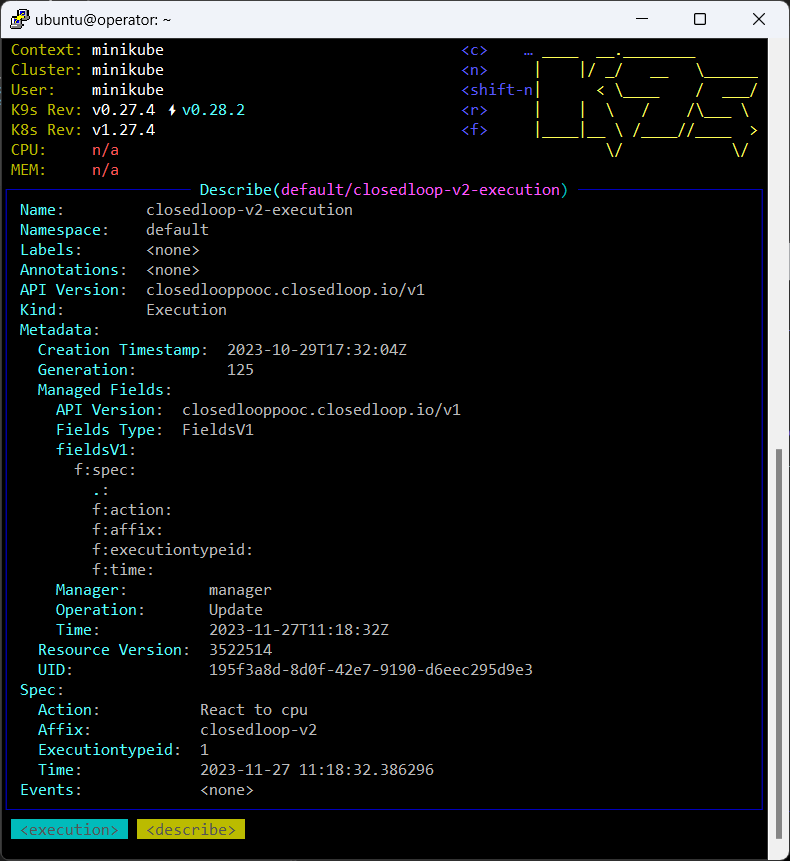 ubuntu@operator: ~
Context: minikube <c> …
Cluster: minikube <n>
User: minikube <shift-n
K9s Rev: v0.27.4 ⚡v0.28.2 <r>
K8s Rev: v1.27.4 <f>
CPU: n/a
MEM: n/a
Describe(default/closedloop-v2-execution)
Name: closedloop-v2-execution
Namespace: default
Labels: <none>
Annotations: <none>
API Version: closedlooppooc.closedloop.io/v1
Kind: Execution
Metadata:
Creation Timestamp: 2023-10-29T17:32:04Z
Generation: 125
Managed Fields:
API Version: closedlooppooc.closedloop.io/v1
Fields Type: FieldsV1
fieldsV1:
f:spec:
.:
f:action:
f:affix:
f:executiontypeid:
f:time:
Manager: manager
Operation: Update
Time: 2023-11-27T11:18:32Z
Resource Version: 3522514
UID: 195f3a8d-8d0f-42e7-9190-d6eec295d9e3
Spec:
Action: React to cpu
Affix: closedloop-v2
Executiontypeid: 1
Time: 2023-11-27 11:18:32.386296
Events: <none>
<execution> <describe>